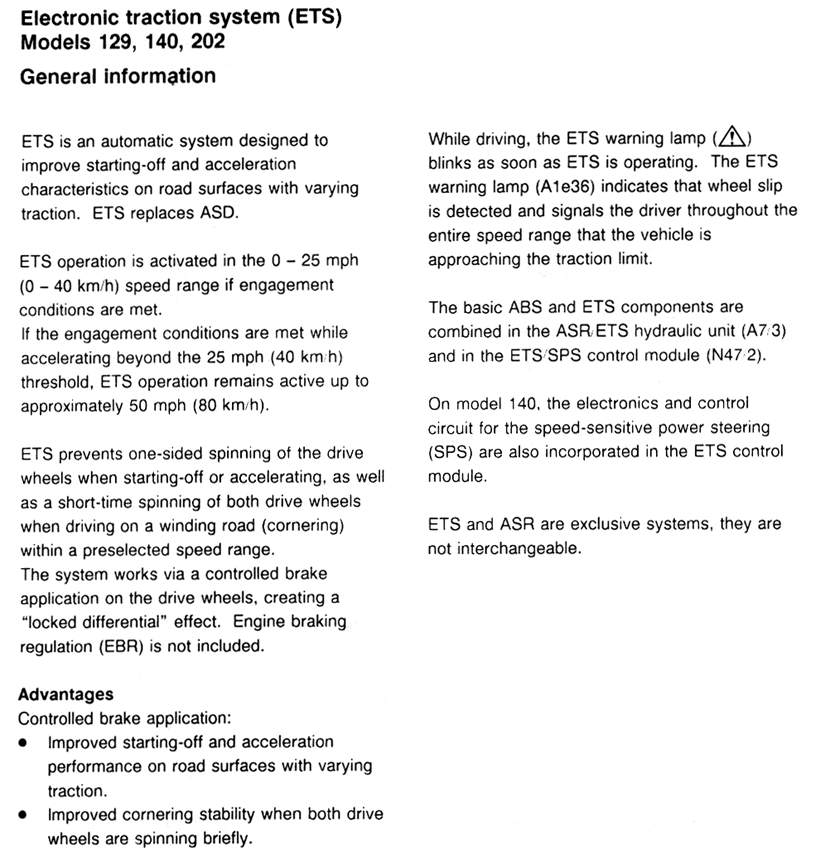 Electronic traction system (ETS)
Models 129, 140, 202
General information
ETS is an automatic system designed to
improve starting-off and acceleration
characteristics on road surfaces with varying
traction. ETS replaces ASD.
ETS operation is activated in the 0 – 25 mph
(0 – 40 km/h) speed range if engagement
conditions are met.
If the engagement conditions are met while
accelerating beyond the 25 mph (40 km/h)
threshold, ETS operation remains active up to
approximately 50 mph (80 km/h).
ETS prevents one-sided spinning of the drive
wheels when starting-off or accelerating, as well
as a short-time spinning of both drive wheels
when driving on a winding road (cornering)
within a preselected speed range.
The system works via a controlled brake
application on the drive wheels, creating a
“locked differential” effect. Engine braking
regulation (EBR) is not included.
Advantages
Controlled brake application:
● Improved starting-off and acceleration
performance on road surfaces with varying
traction.
● Improved cornering stability when both drive
wheels are spinning briefly.
While driving, the ETS warning lamp (⚠)
blinks as soon as ETS is operating. The ETS
warning lamp (A1e36) indicates that wheel slip
is detected and signals the driver throughout the
entire speed range that the vehicle is
approaching the traction limit.
The basic ABS and ETS components are
combined in the ASR/ETS hydraulic unit (A7/3)
and in the ETS/SPS control module (N47/2).
On model 140, the electronics and control
circuit for the speed-sensitive power steering
(SPS) are also incorporated in the ETS control
module.
ETS and ASR are exclusive systems, they are
not interchangeable.